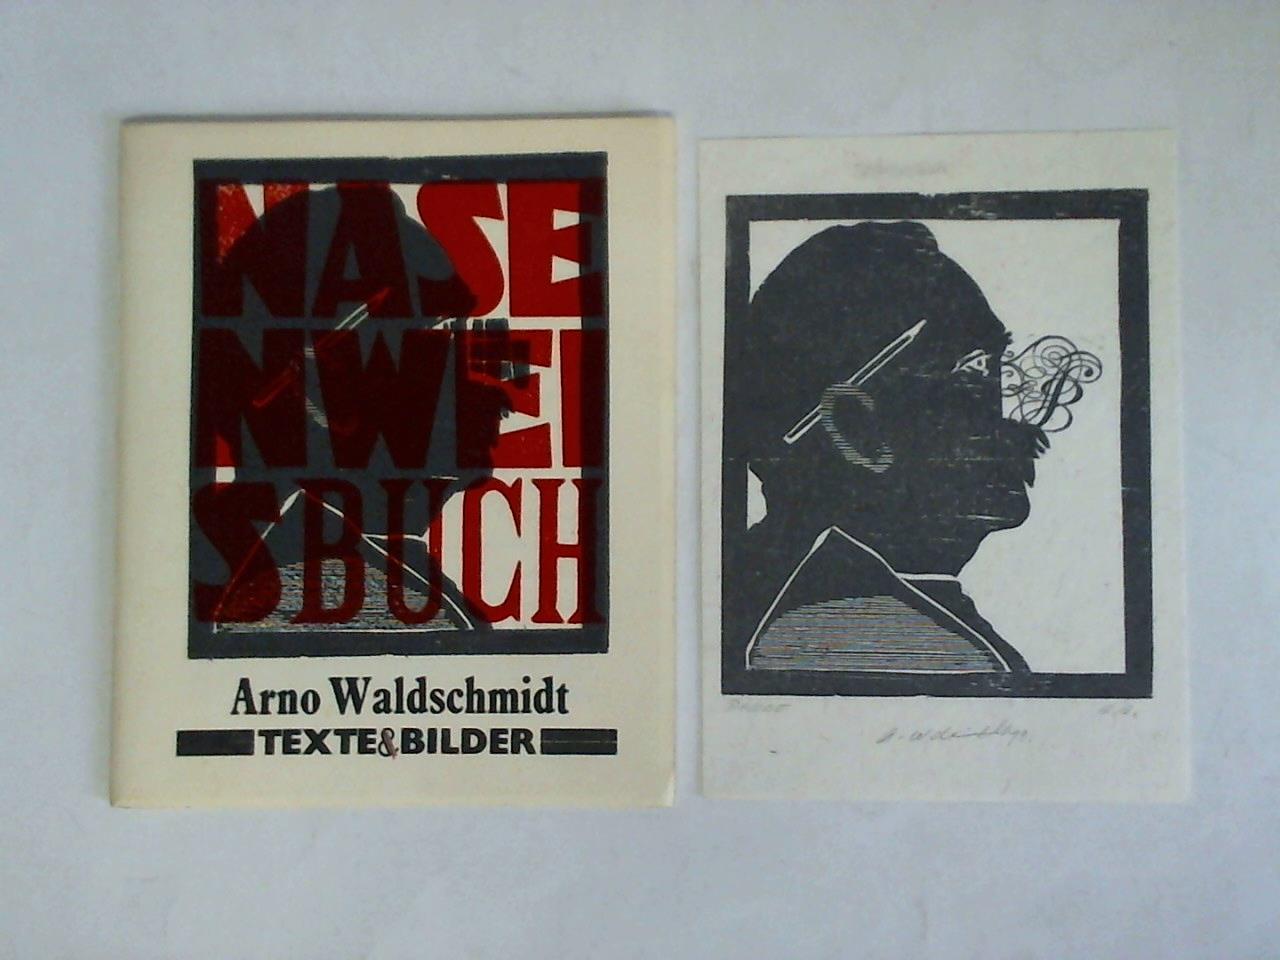 NASE
NWEI
SBUCH
Arno Waldschmidt
TEXTE&BILDER